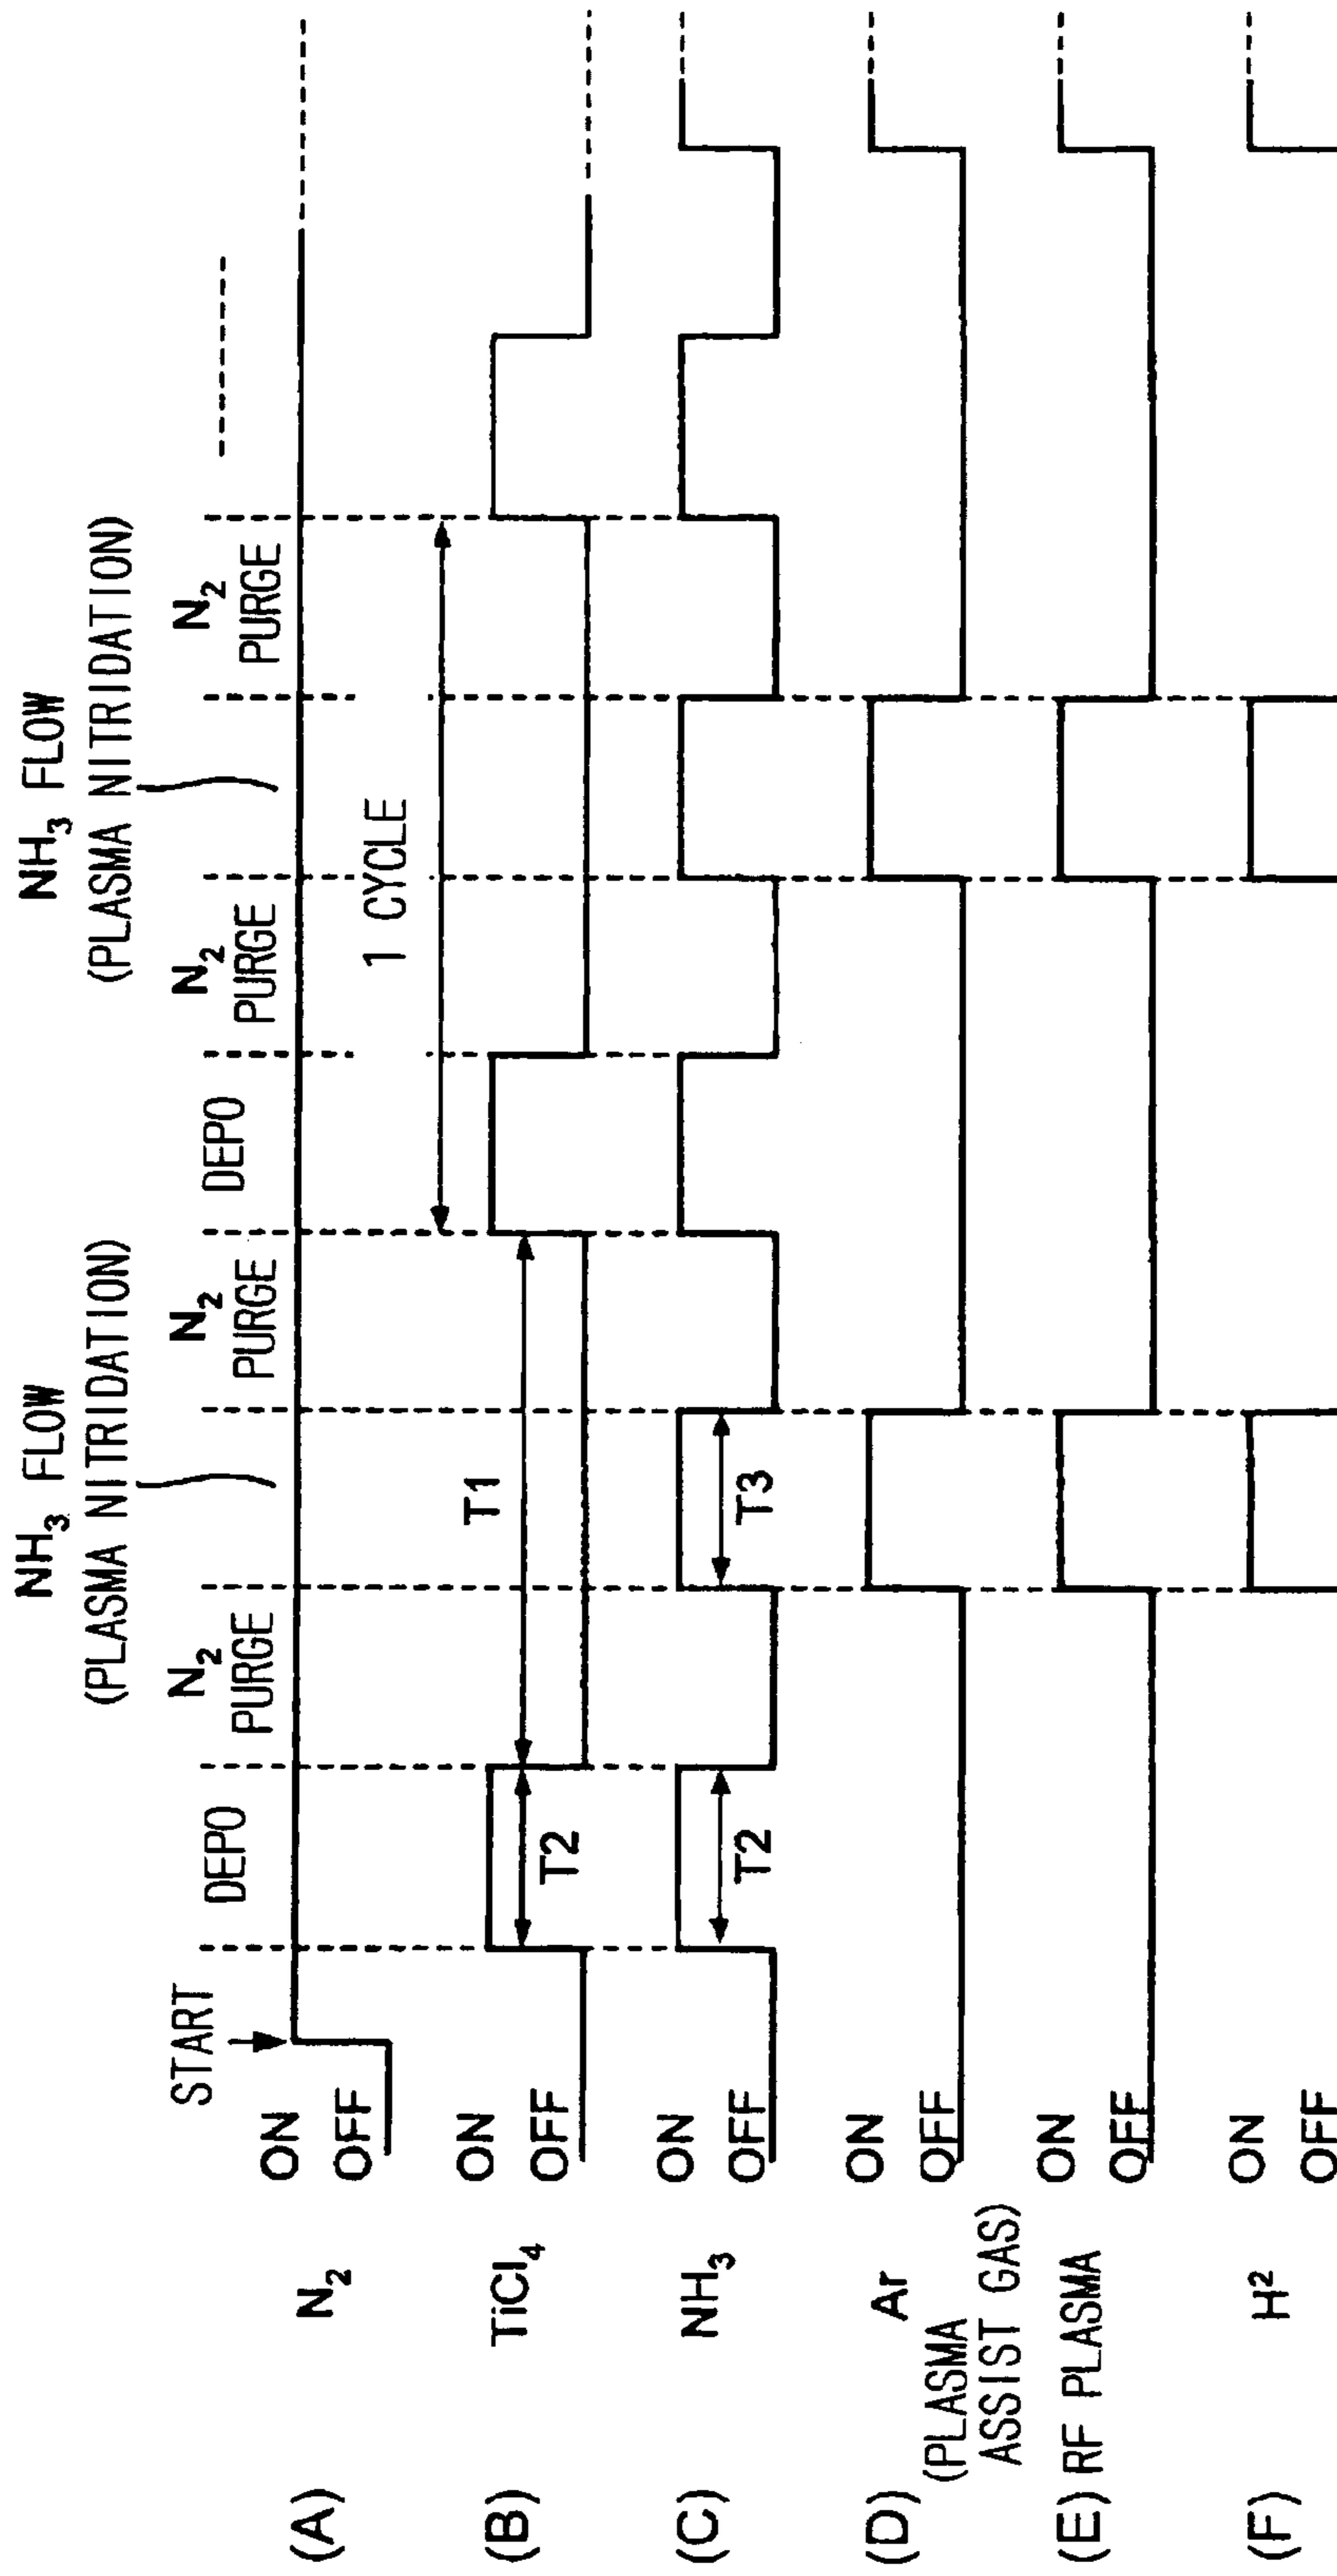 NH₃ FLOW
(PLASMA NITRIDATION)
NH₃ FLOW
(PLASMA NITRIDATION)
START
DEPO
N₂
PURGE
N₂
PURGE
DEPO
N₂
PURGE
N₂
PURGE
(A)
N₂
ON
OFF
1 CYCLE
(B)
TiCl₄
ON
OFF
T2
T1
(C)
NH₃
ON
OFF
T2
T3
(D)
Ar
(PLASMA
ASSIST GAS)
ON
OFF
(E) RF PLASMA
ON
OFF
(F)
H²
ON
OFF